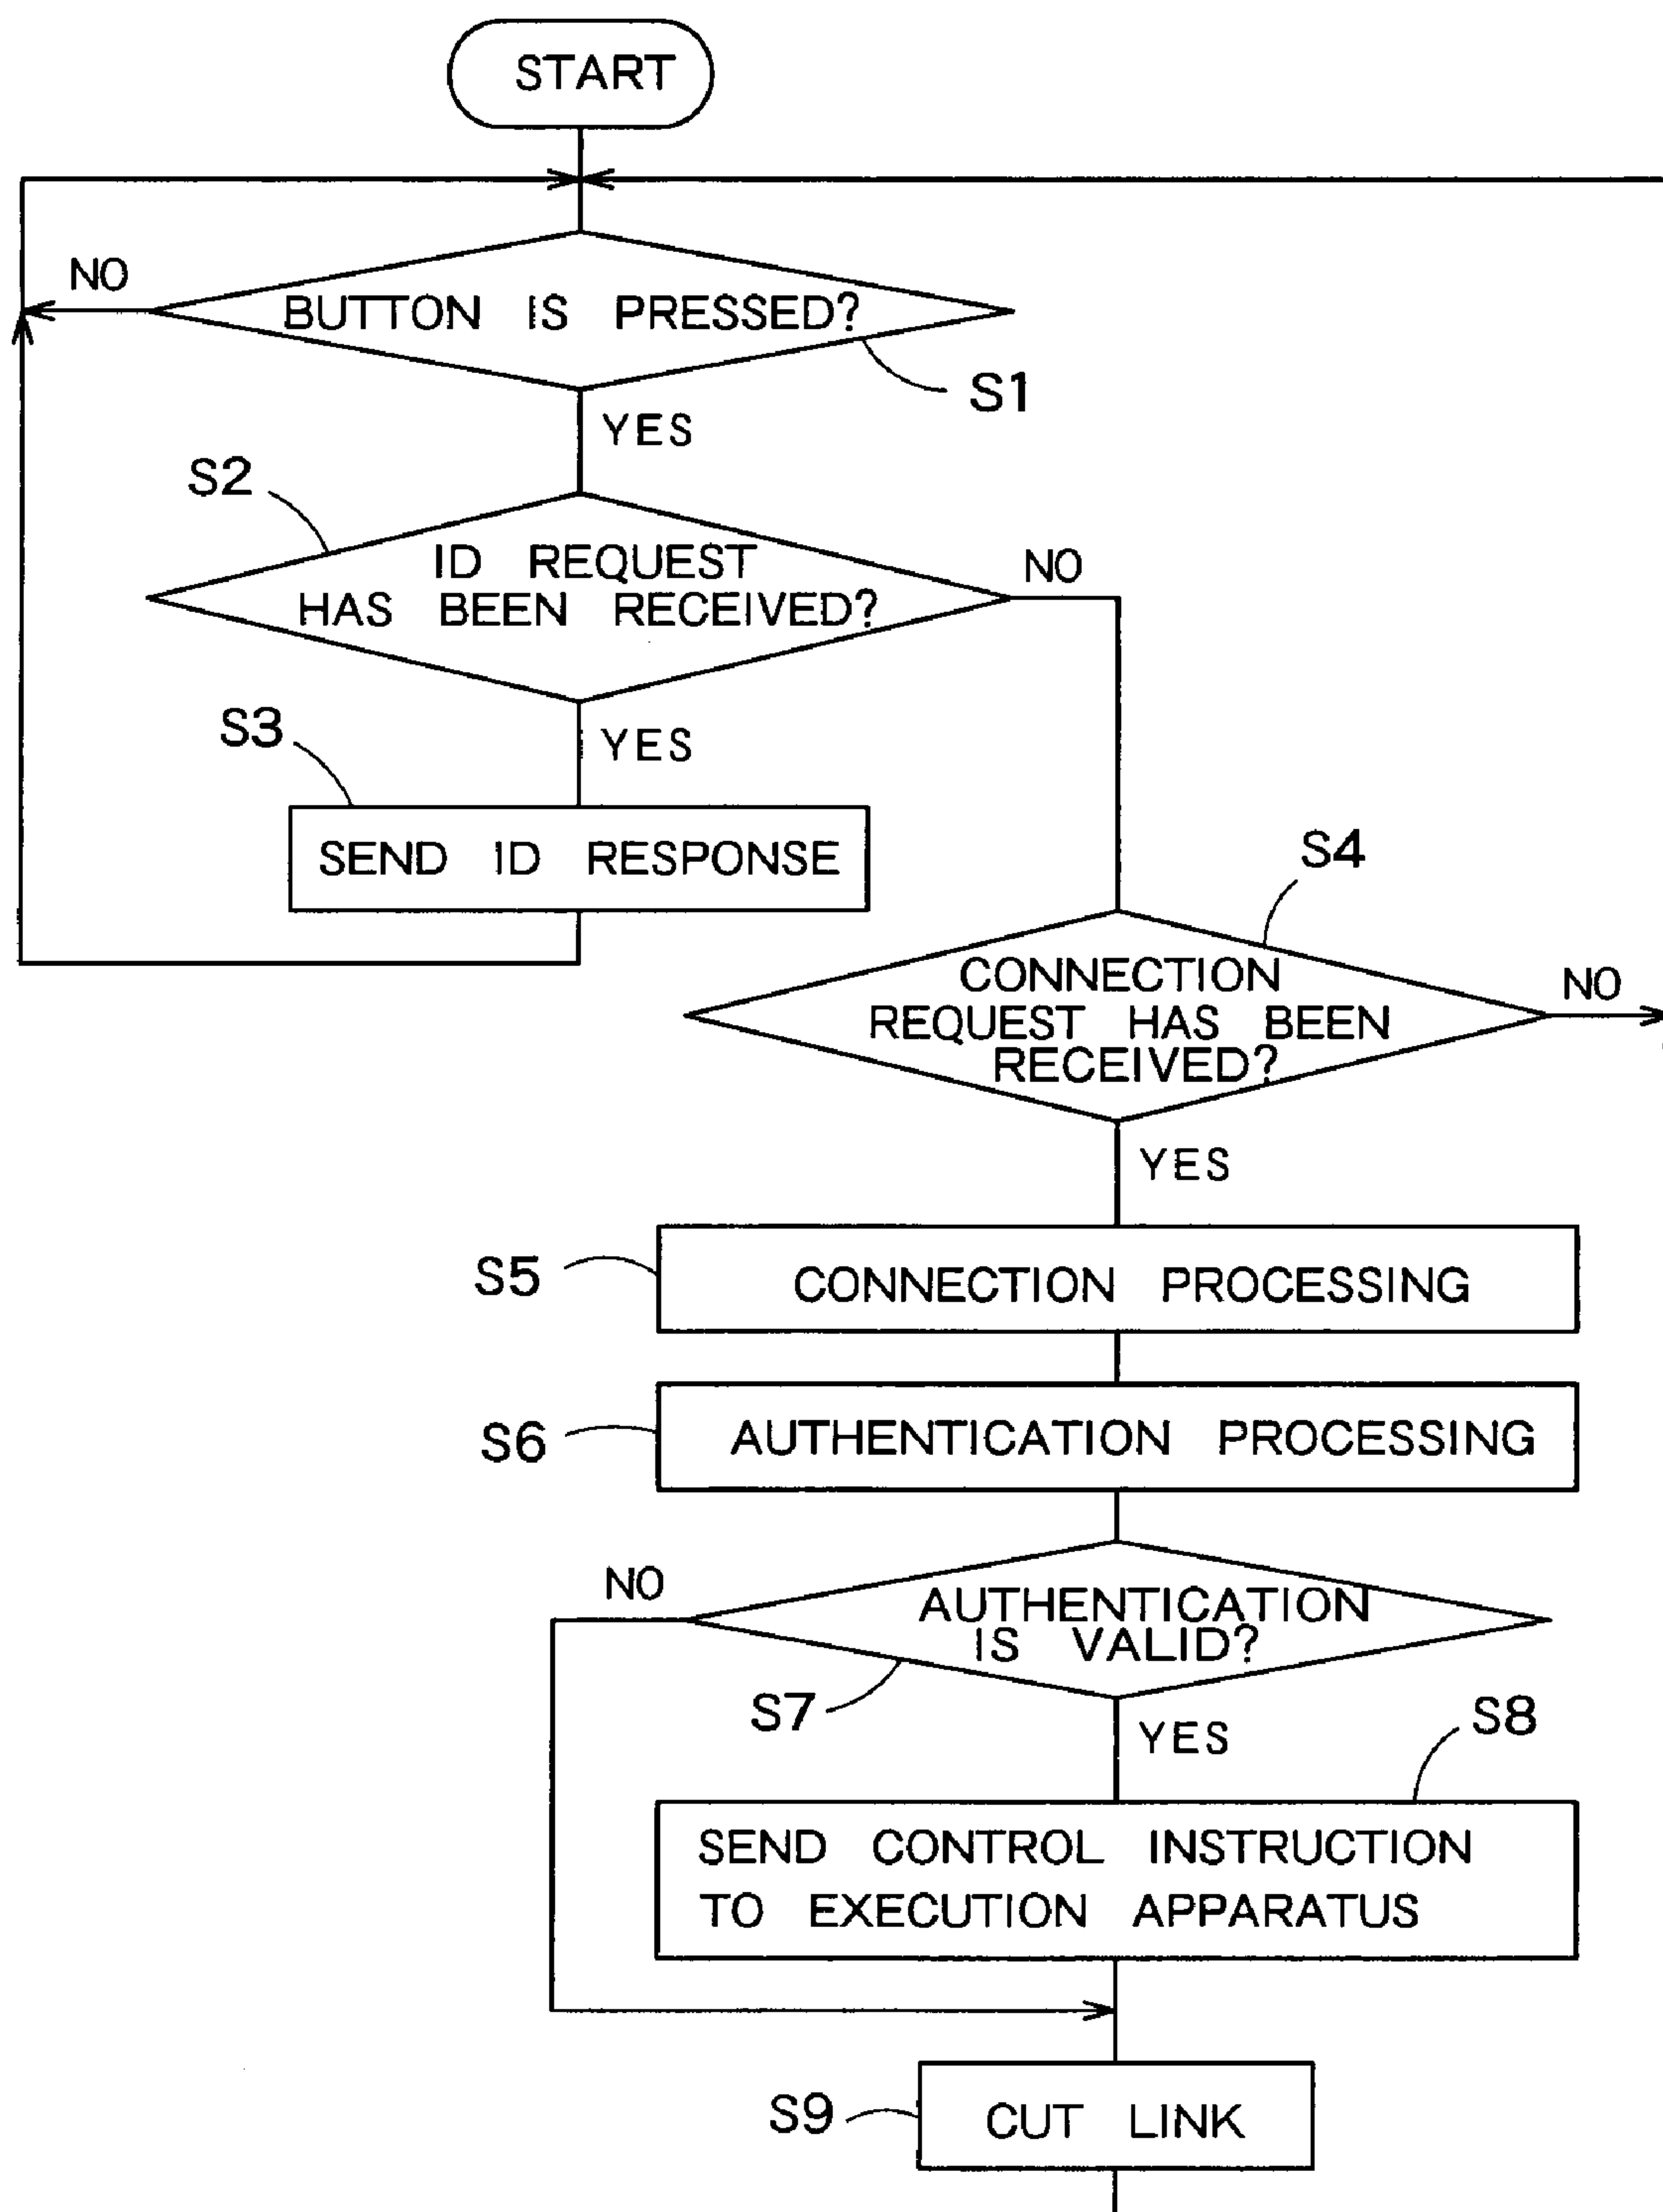 START
NO
BUTTON IS PRESSED?
S1
YES
S2
ID REQUEST
HAS BEEN RECEIVED?
NO
S3
YES
SEND ID RESPONSE
S4
CONNECTION
REQUEST HAS BEEN
RECEIVED?
NO
YES
S5
CONNECTION PROCESSING
S6
AUTHENTICATION PROCESSING
NO
AUTHENTICATION
IS VALID?
S7
YES
S8
SEND CONTROL INSTRUCTION
TO EXECUTION APPARATUS
S9
CUT LINK